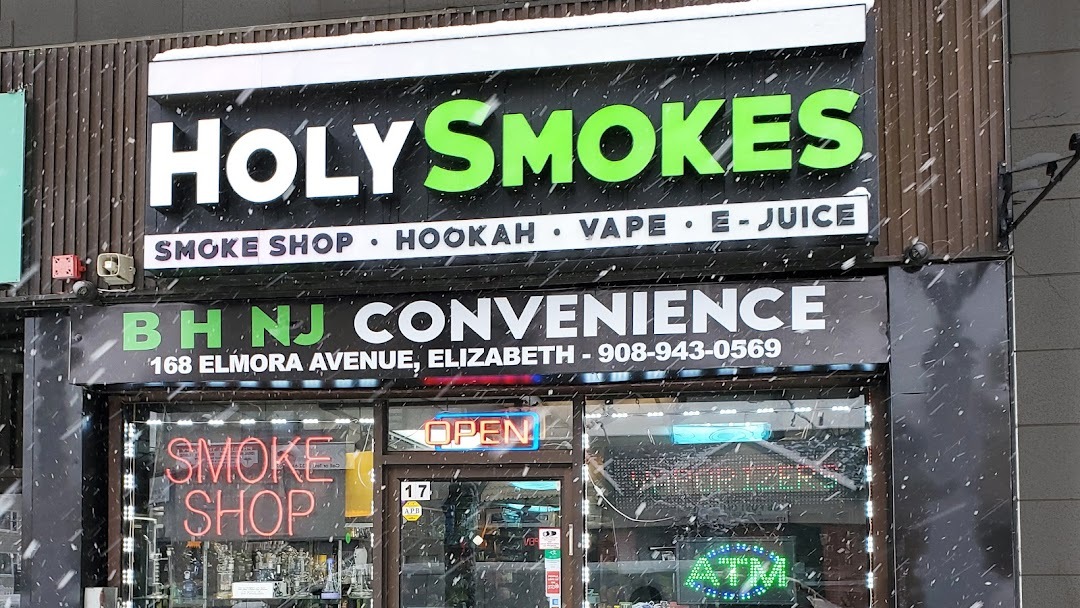 HOLY SMOKES
SMOKE SHOP · HOOKAH · VAPE · E-JUICE
B H NJ CONVENIENCE
168 ELMORA AVENUE, ELIZABETH - 908-943-0569
OPEN
SMOKE
SHOP
17
A.P.B
ATM